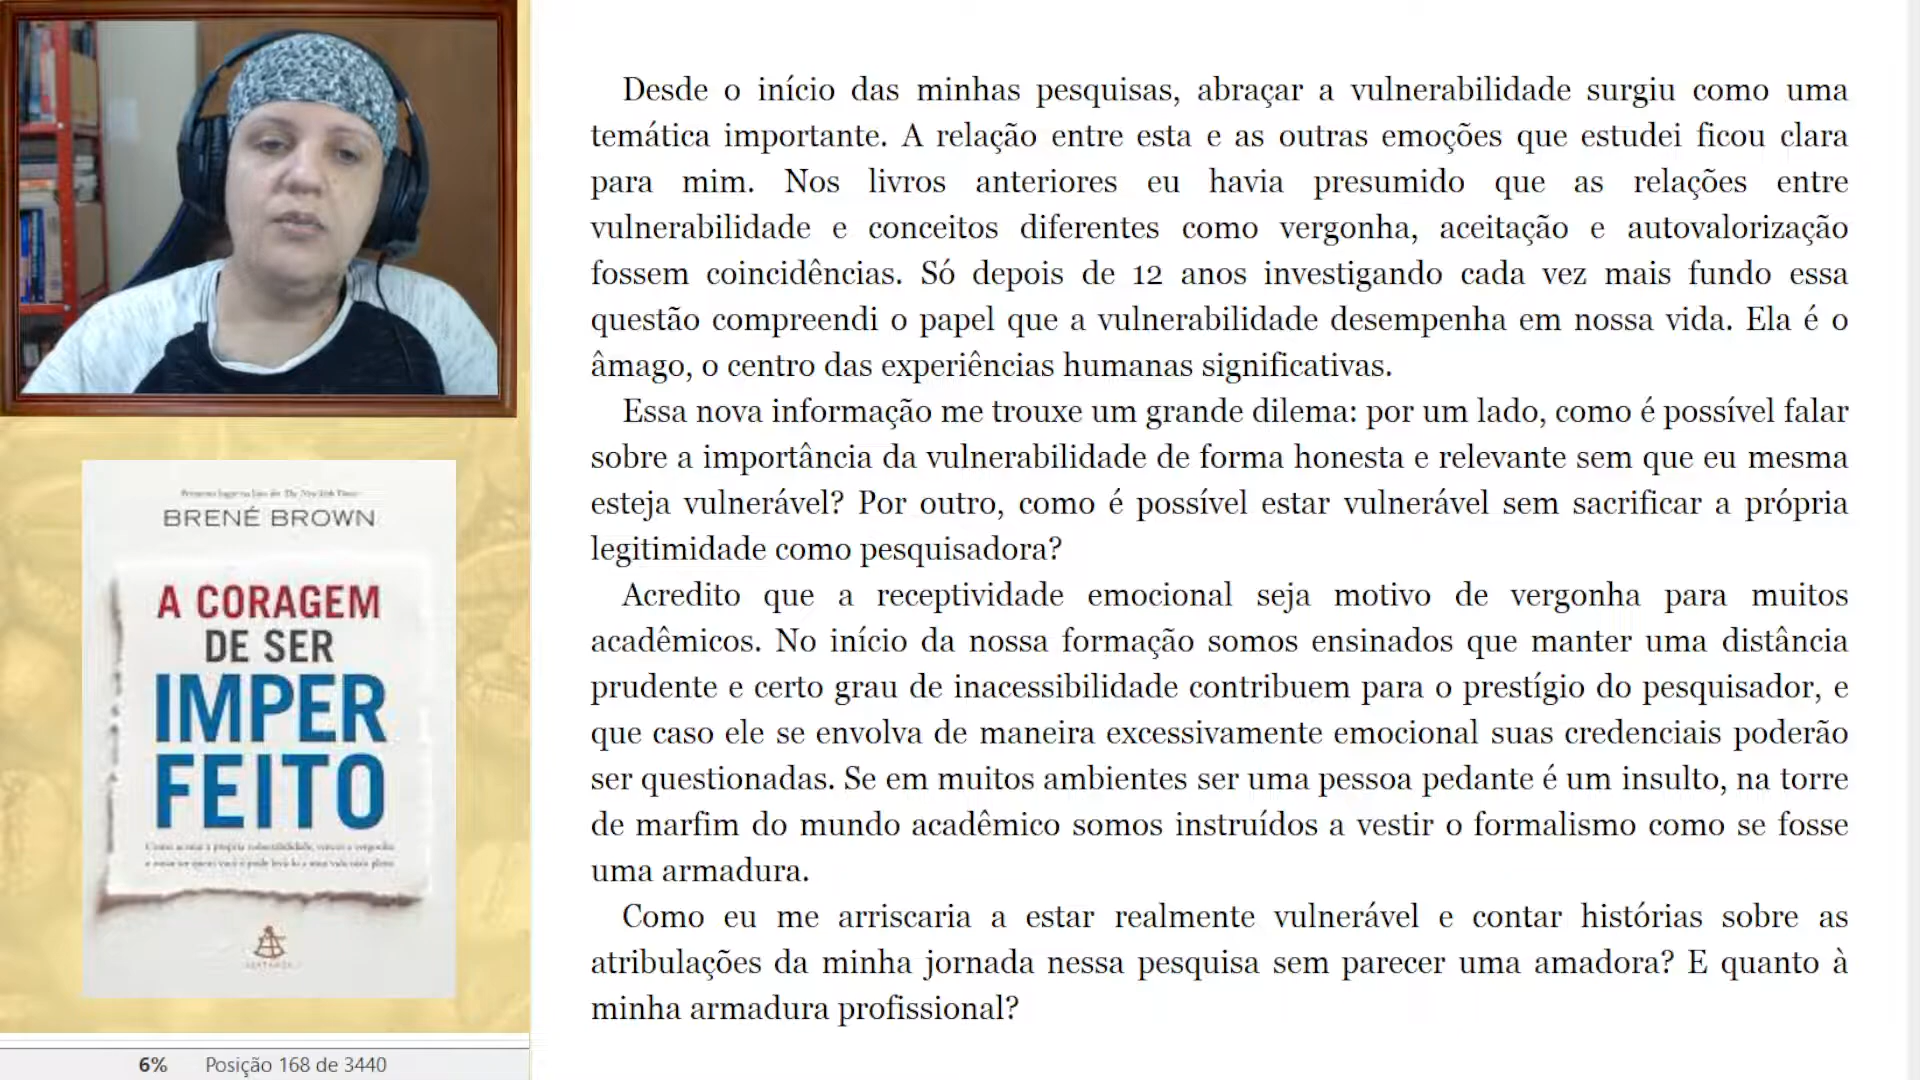 Desde o início das minhas pesquisas, abraçar a vulnerabilidade surgiu como uma
temática importante. A relação entre esta e as outras emoções que estudei ficou clara
para mim. Nos livros anteriores eu havia presumido que as relações entre
vulnerabilidade e conceitos diferentes como vergonha, aceitação e autovalorização
fossem coincidências. Só depois de 12 anos investigando cada vez mais fundo essa
questão compreendi o papel que a vulnerabilidade desempenha em nossa vida. Ela é o
âmago, o centro das experiências humanas significativas.
Essa nova informação me trouxe um grande dilema: por um lado, como é possível falar
sobre a importância da vulnerabilidade de forma honesta e relevante sem que eu mesma
esteja vulnerável? Por outro, como é possível estar vulnerável sem sacrificar a própria
legitimidade como pesquisadora?
Acredito que a receptividade emocional seja motivo de vergonha para muitos
acadêmicos. No início da nossa formação somos ensinados que manter uma distância
prudente e certo grau de inacessibilidade contribuem para o prestígio do pesquisador, e
que caso ele se envolva de maneira excessivamente emocional suas credenciais poderão
ser questionadas. Se em muitos ambientes ser uma pessoa pedante é um insulto, na torre
de marfim do mundo acadêmico somos instruídos a vestir o formalismo como se fosse
uma armadura.
Como eu me arriscaria a estar realmente vulnerável e contar histórias sobre as
atribulações da minha jornada nessa pesquisa sem parecer uma amadora? E quanto à
minha armadura profissional?
The New York Times
BRENÉ BROWN
A CORAGEM
DE SER
IMPER
FEITO
6% Posição 168 de 3440